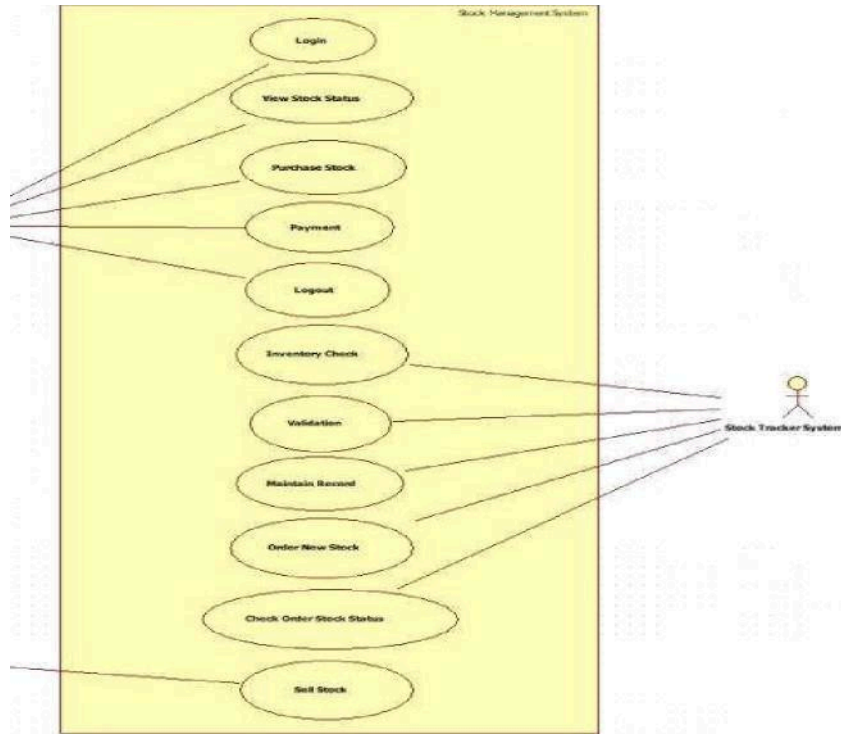 Stock Management System
Login
View Stock Status
Purchase Stock
Payment
Logout
Inventory Check
Validation
Stock Tracker System
Maintain Record
Order New Stock
Check Order Stock Status
Sell Stock